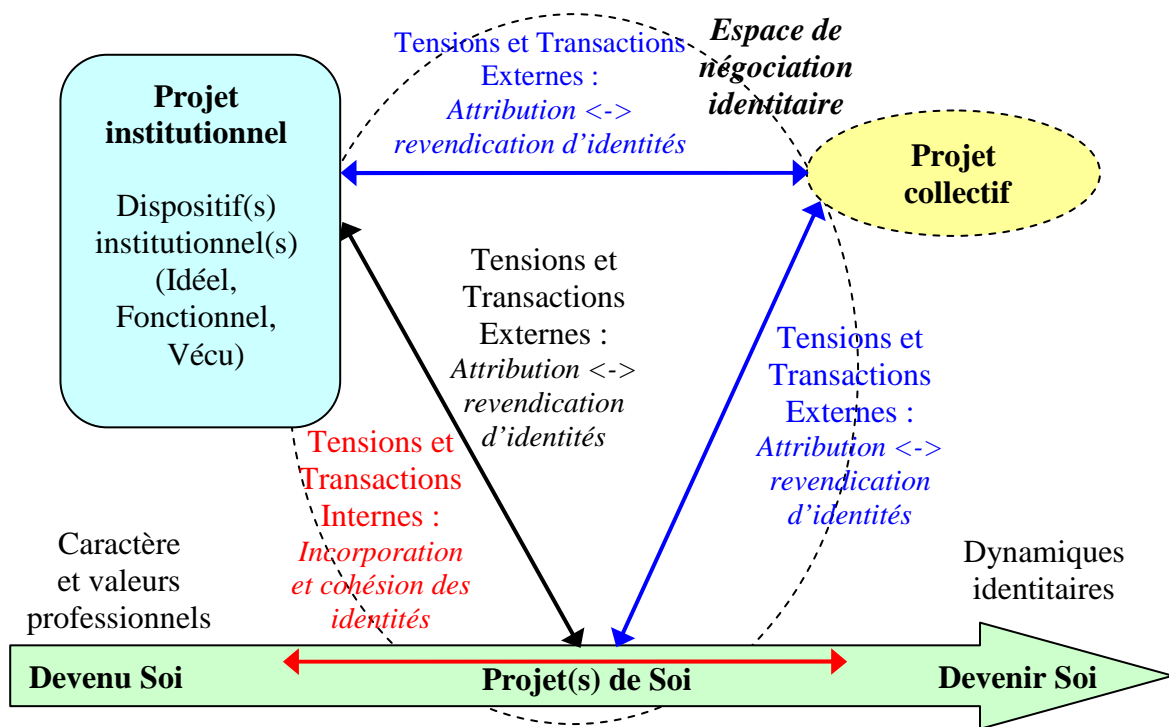 Projet
institutionnel
Dispositif(s)
institutionnel(s)
(Idéel,
Fonctionnel,
Vécu)
Tensions et Transactions
Externes :
Attribution <->
revendication d’identités
Espace de
négociation
identitaire
Projet
collectif
Tensions et
Transactions
Externes :
Attribution <->
revendication
d’identités
Tensions et
Transactions
Externes :
Attribution <->
revendication
d’identités
Tensions et
Transactions
Internes :
Incorporation
et cohésion des
identités
Caractère
et valeurs
professionnels
Dynamiques
identitaires
Devenu Soi
Projet(s) de Soi
Devenir Soi